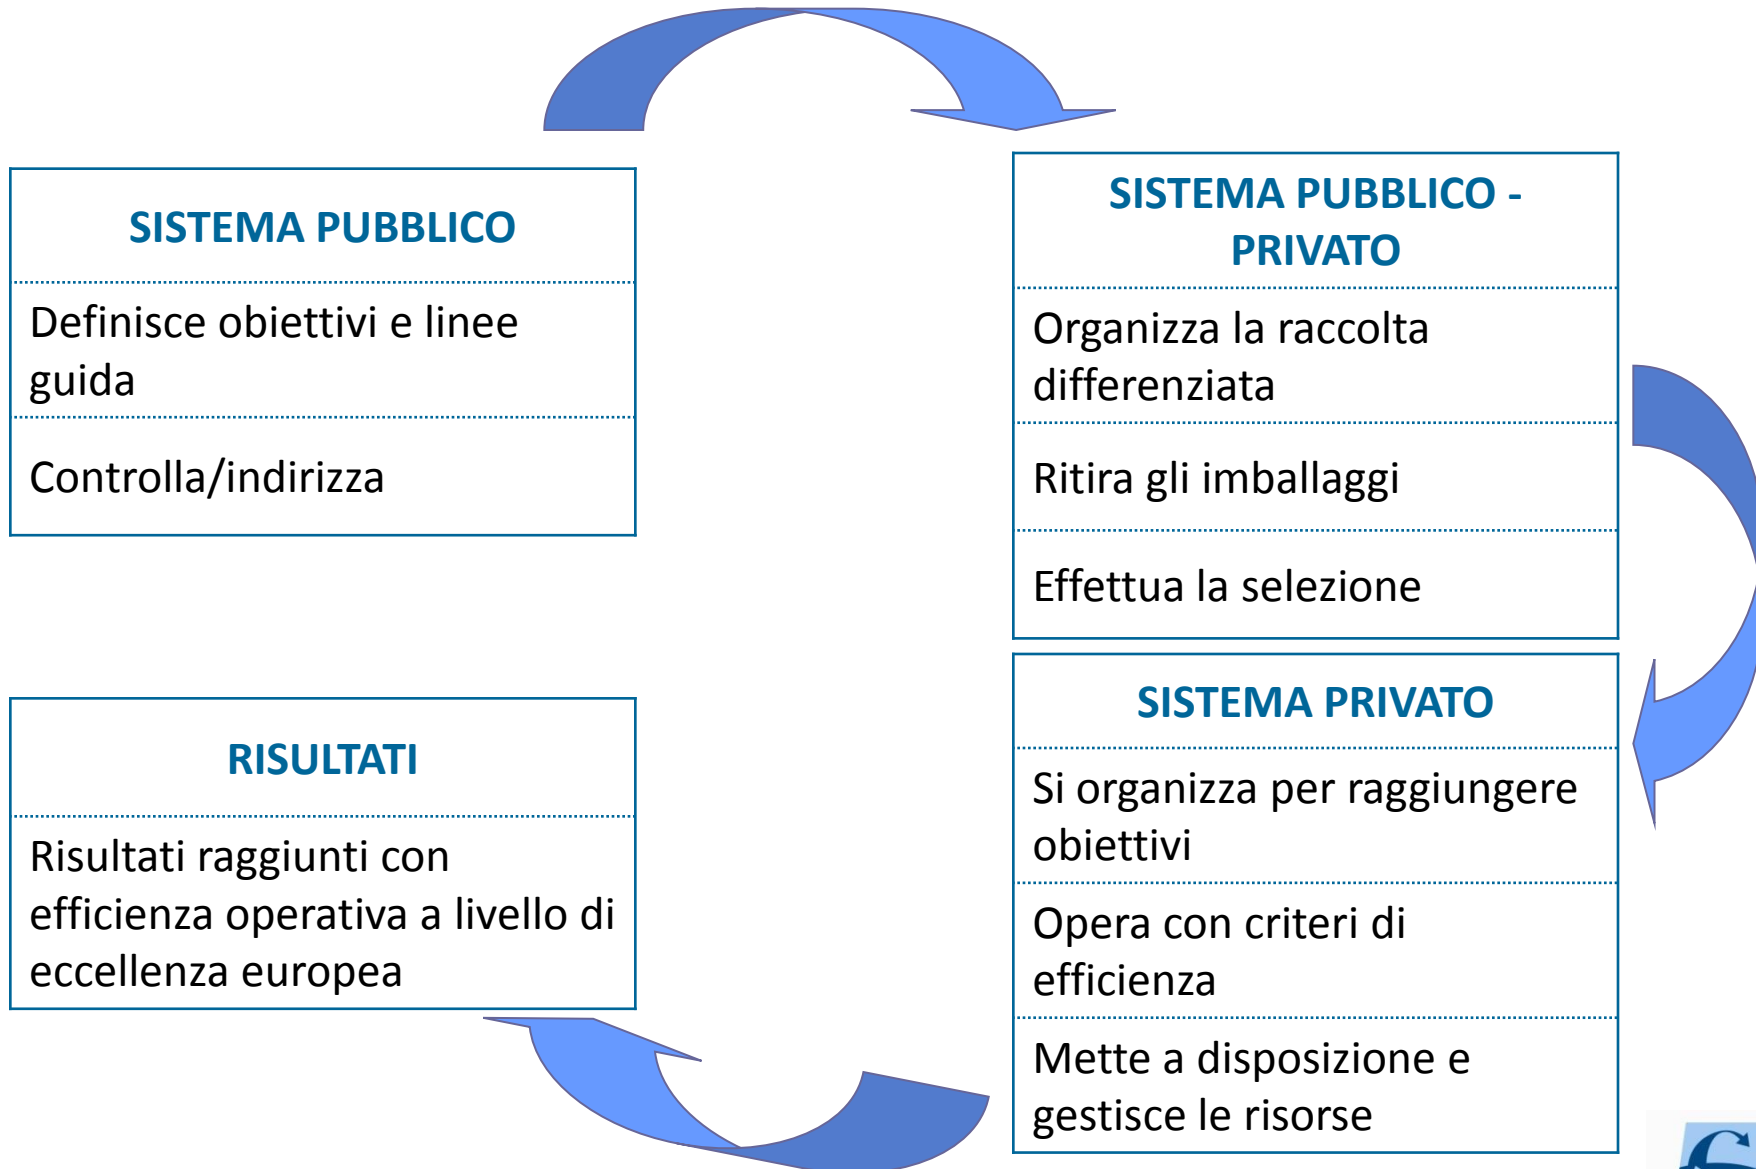 SISTEMA PUBBLICO
Definisce obiettivi e linee
guida
Controlla/indirizza
SISTEMA PUBBLICO -
PRIVATO
Organizza la raccolta
differenziata
Ritira gli imballaggi
Effettua la selezione
SISTEMA PRIVATO
Si organizza per raggiungere
obiettivi
Opera con criteri di
efficienza
Mette a disposizione e
gestisce le risorse
RISULTATI
Risultati raggiunti con
efficienza operativa a livello di
eccellenza europea